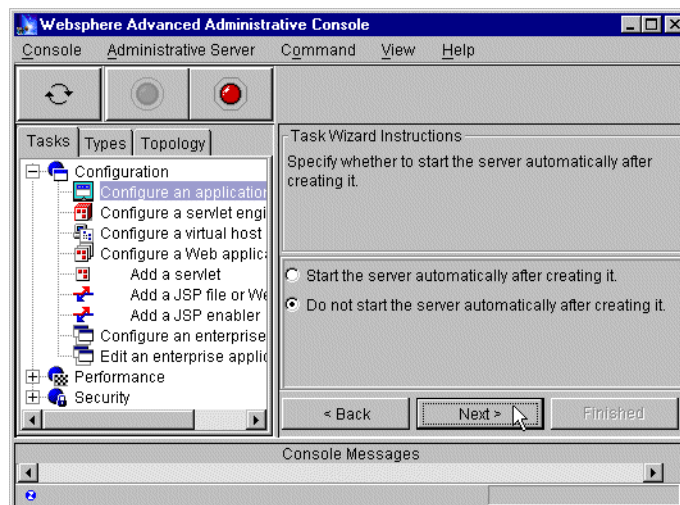 Websphere Advanced Administrative Console
Console Administrative Server Command View Help
Tasks Types Topology
Configuration
Configure an application
Configure a servlet engi
Configure a virtual host
Configure a Web applica
Add a servlet
Add a JSP file or We
Add a JSP enabler
Configure an enterprise
Edit an enterprise applic
Performance
Security
Task Wizard Instructions
Specify whether to start the server automatically after
creating it.
Start the server automatically after creating it.
Do not start the server automatically after creating it.
< Back Next > Finished
Console Messages